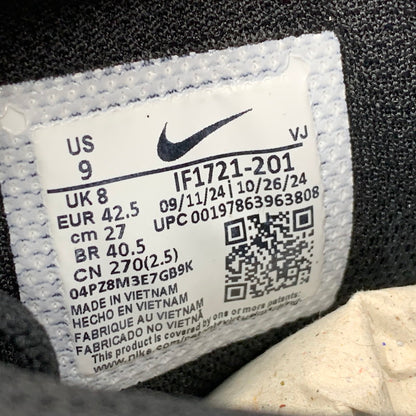 US
9
VJ
UK 8
EUR 42.5
cm 27
BR 40.5
CN 270(2.5)
04PZ8M3E7GB9K
IF1721-201
09/11/24 | 10/26/24
UPC 00197863963808
MADE IN VIETNAM
HECHO EN VIETNAM
FABRIQUE AU VIETNAM
FABRICADO NO VIETNÃ
This product is covered by one or more patents.